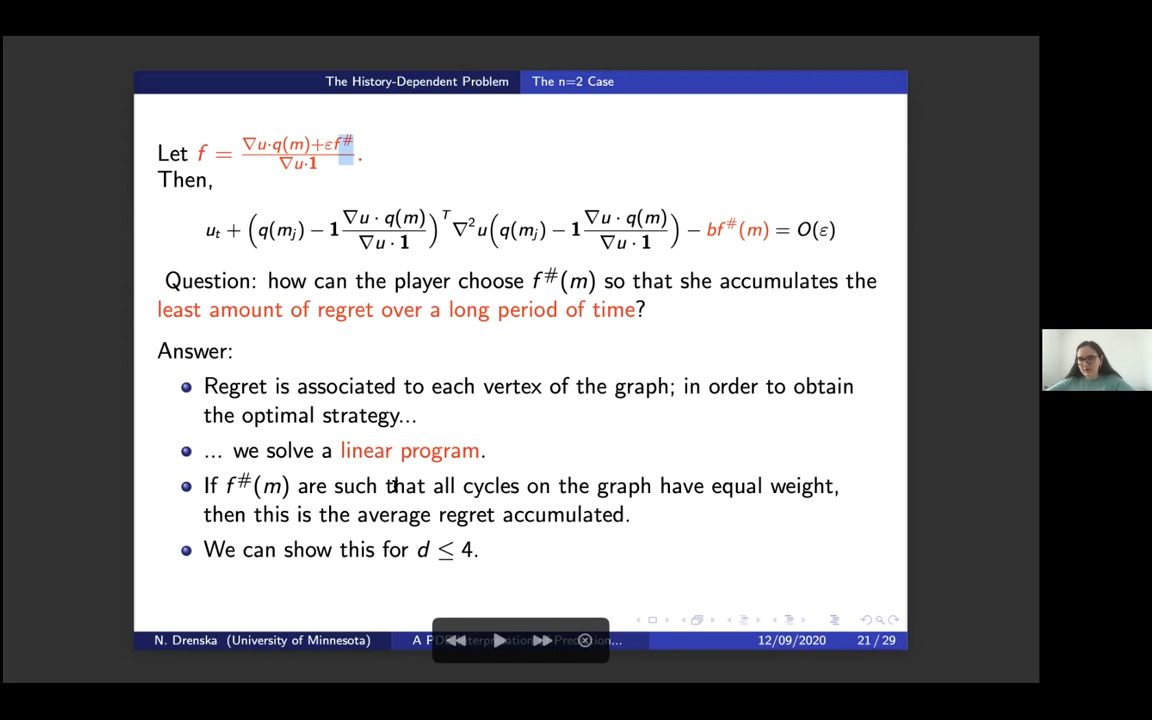 The History-Dependent Problem The n=2 Case
Let f = (∇u·q(m)+εf^#)/(∇u·𝟏).
Then,
u_t + (q(m_j) − 𝟏 (∇u · q(m))/(∇u · 𝟏))^T ∇²u (q(m_j) − 𝟏 (∇u · q(m))/(∇u · 𝟏)) − bf^#(m) = O(ε)
Question: how can the player choose f^#(m) so that she accumulates the
least amount of regret over a long period of time?
Answer:
Regret is associated to each vertex of the graph; in order to obtain
the optimal strategy...
... we solve a linear program.
If f^#(m) are such that all cycles on the graph have equal weight,
then this is the average regret accumulated.
We can show this for d ≤ 4.
N. Drenska (University of Minnesota) A PDE Interpretation Prediction... 12/09/2020 21 / 29